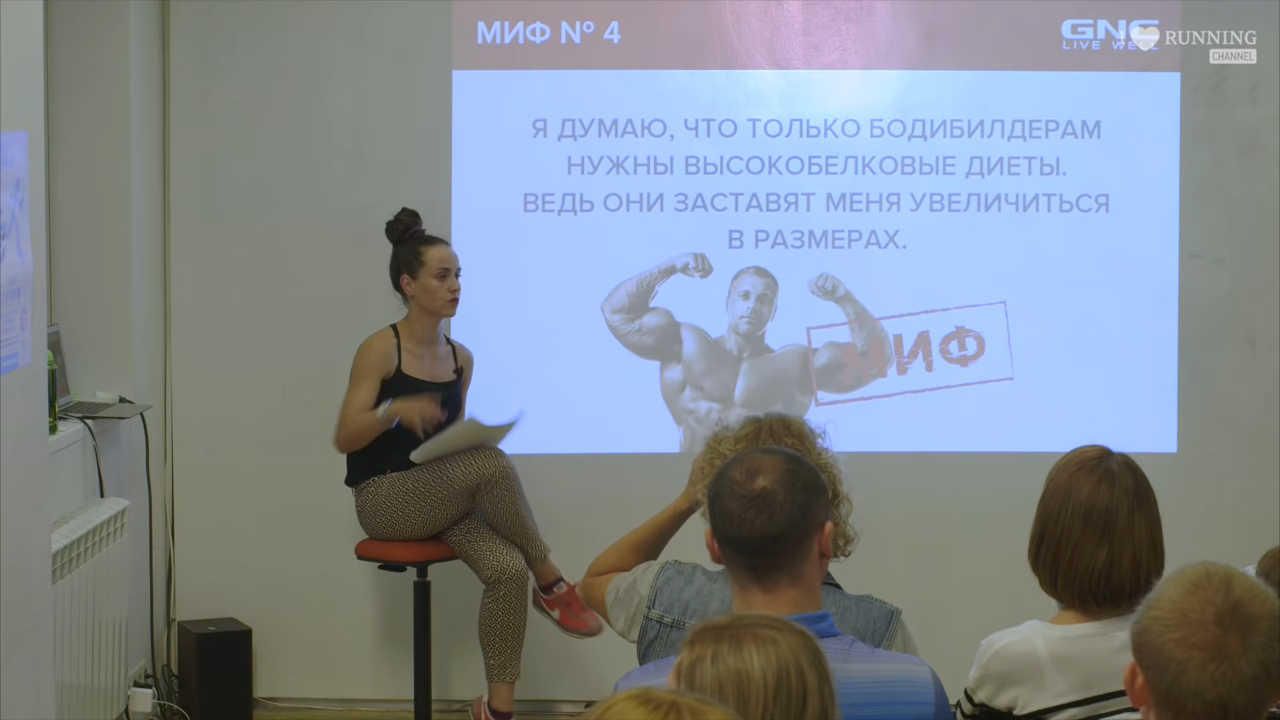 МИФ № 4
GNC
LIVE WELL
I RUNNING
CHANNEL
Я ДУМАЮ, ЧТО ТОЛЬКО БОДИБИЛДЕРАМ
НУЖНЫ ВЫСОКОБЕЛКОВЫЕ ДИЕТЫ.
ВЕДЬ ОНИ ЗАСТАВЯТ МЕНЯ УВЕЛИЧИТЬСЯ
В РАЗМЕРАХ.
МИФ